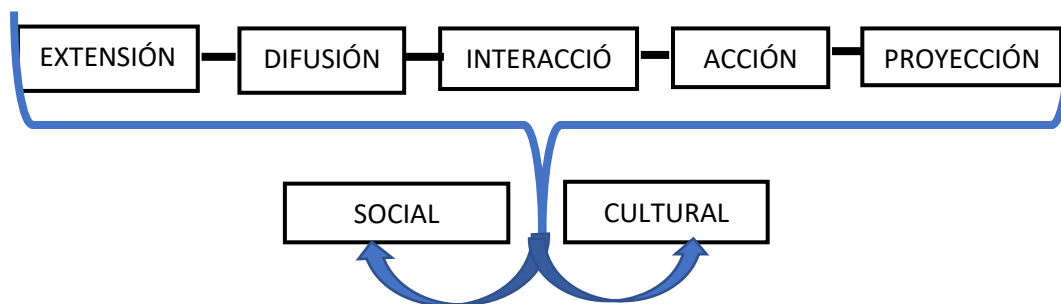 EXTENSIÓN DIFUSIÓN INTERACCIÓ ACCIÓN PROYECCIÓN
SOCIAL CULTURAL